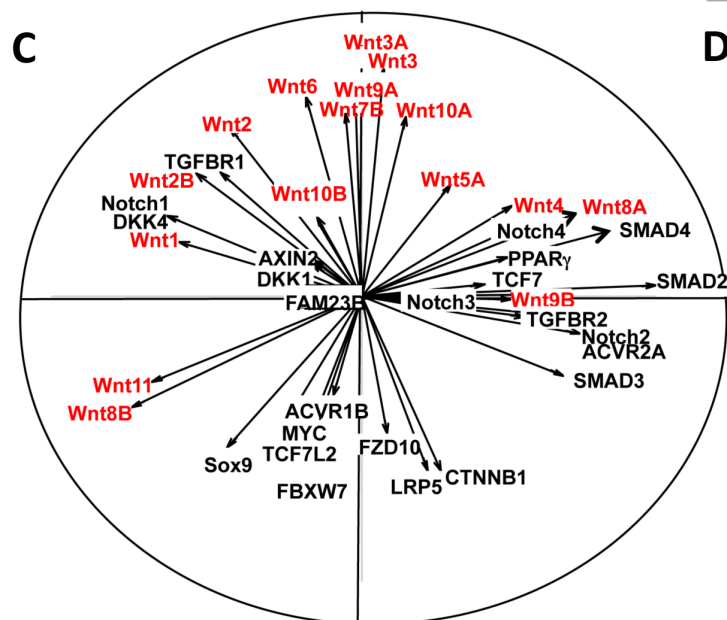 C
D
Wnt3A
Wnt3
Wnt6
Wnt9A
Wnt7B
Wnt10A
Wnt2
TGFBR1
Wnt2B
Wnt10B
Wnt5A
Notch1
DKK4
Wnt1
Wnt4
Wnt8A
Notch4
SMAD4
AXIN2
PPARγ
DKK1
TCF7
SMAD2
FAM23B
Notch3
Wnt9B
TGFBR2
Notch2
ACVR2A
SMAD3
Wnt11
Wnt8B
ACVR1B
MYC
TCF7L2
FZD10
Sox9
FBXW7
LRP5
CTNNB1